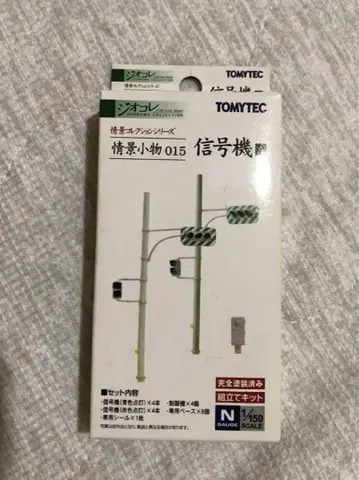 ジオコレ
TOMYTEC
ジオコレ
DIORAMA COLLECTION
TOMYTEC
情景コレクションシリーズ
情景小物 015 信号機
■セット内容
・信号機(青色点灯)×4本 ・制御機×4個
・信号機(赤色点灯)×4本 ・専用ベース×8個
・専用シール×1枚
完全塗装済み
組立てキット
N
GAUGE
1/150
SCALE